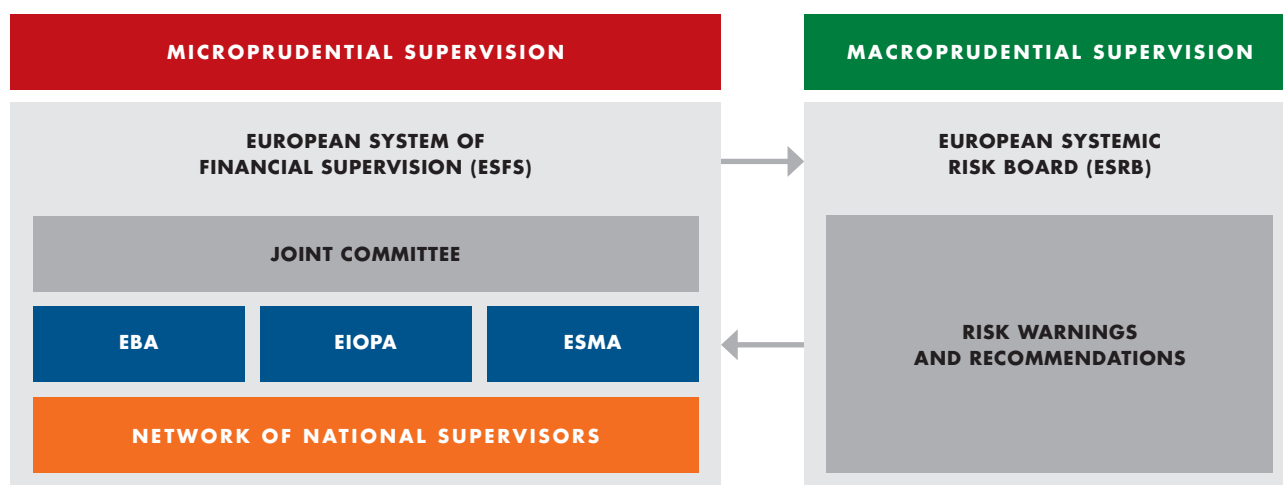 MICROPRUDENTIAL SUPERVISION
MACROPRUDENTIAL SUPERVISION
EUROPEAN SYSTEM OF
FINANCIAL SUPERVISION (ESFS)
JOINT COMMITTEE
EBA
EIOPA
ESMA
NETWORK OF NATIONAL SUPERVISORS
EUROPEAN SYSTEMIC
RISK BOARD (ESRB)
RISK WARNINGS
AND RECOMMENDATIONS